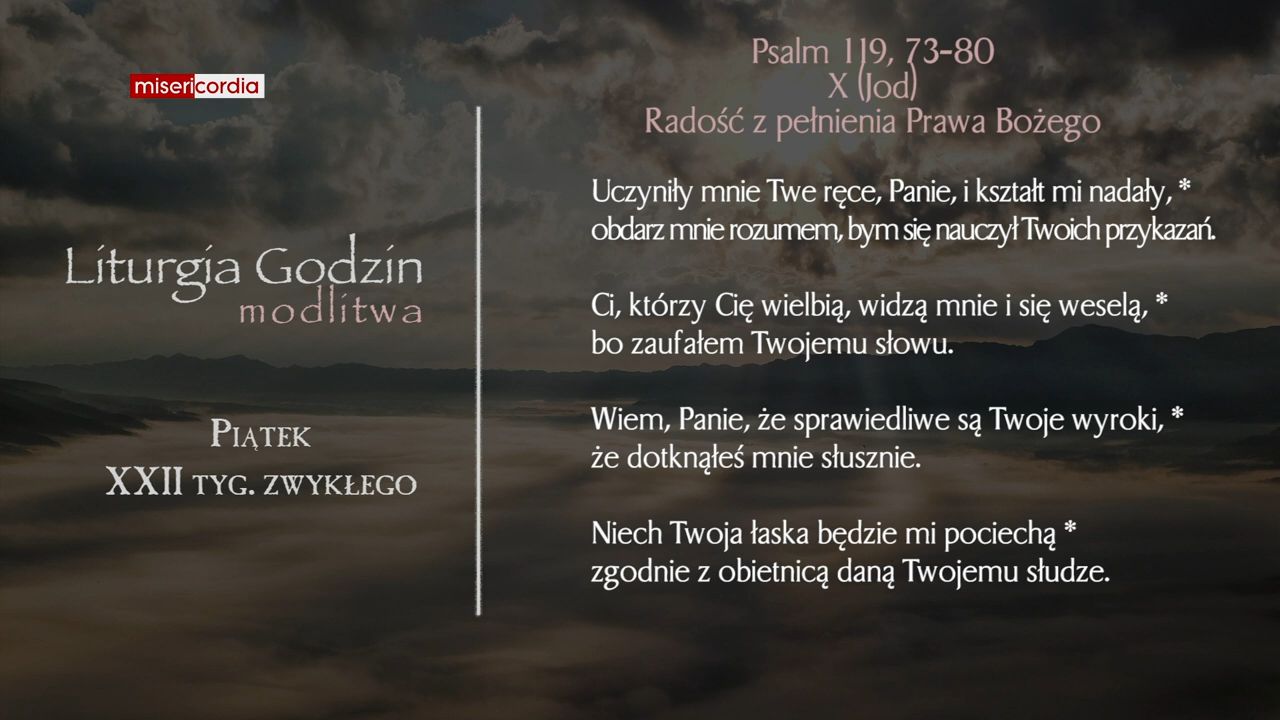 misericordia
Liturgia Godzin
modlitwa
Piątek
XXII tyg. zwykłego
Psalm 119, 73-80
X (Jod)
Radość z pełnienia Prawa Bożego
Uczyniły mnie Twe ręce, Panie, i kształt mi nadały, *
obdarz mnie rozumem, bym się nauczył Twoich przykazań.
Ci, którzy Cię wielbią, widzą mnie i się weselą, *
bo zaufałem Twojemu słowu.
Wiem, Panie, że sprawiedliwe są Twoje wyroki, *
że dotknąłeś mnie słusznie.
Niech Twoja łaska będzie mi pociechą *
zgodnie z obietnicą daną Twojemu słudze.